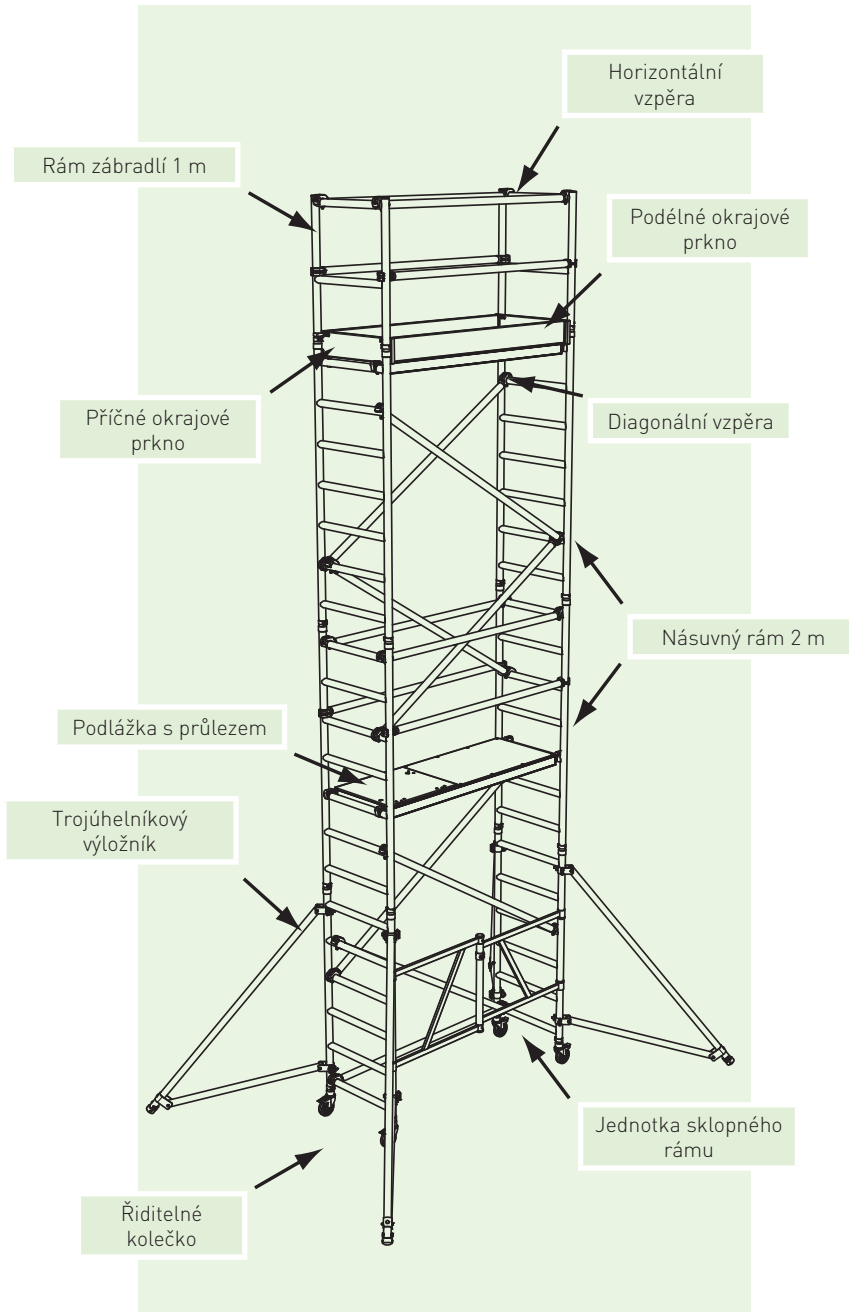 Horizontální
vzpěra
Rám zábradlí 1 m
Podélné okrajové
prkno
Příčné okrajové
prkno
Diagonální vzpěra
Násuvný rám 2 m
Podlážka s průlezem
Trojúhelníkový
výložník
Jednotka sklopného
rámu
Řiditelné
kolečko